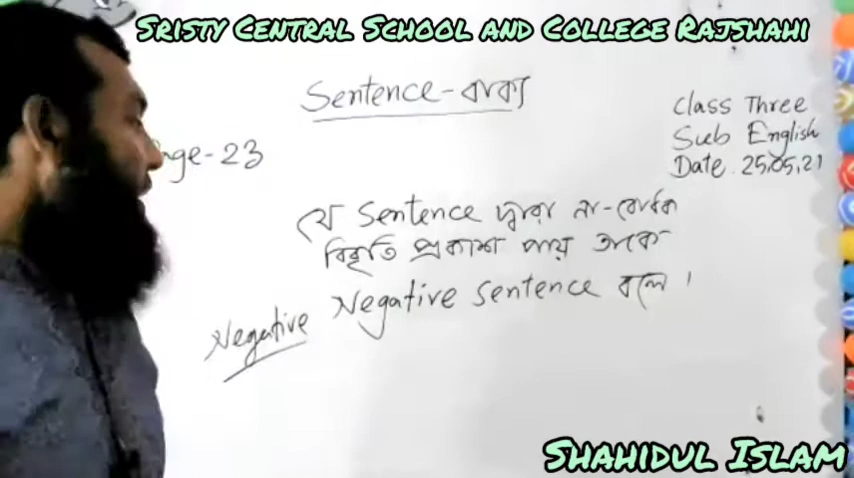 Sristy Central School and College Rajshahi
Sentence - বাক্য
Class Three
Sub English
Date. 25.05.21
Page-23
যে Sentence দ্বারা না-বোধক
বিবৃতি প্রকাশ পায় তাকে
Negative Sentence বলে।
Negative
Shahidul Islam